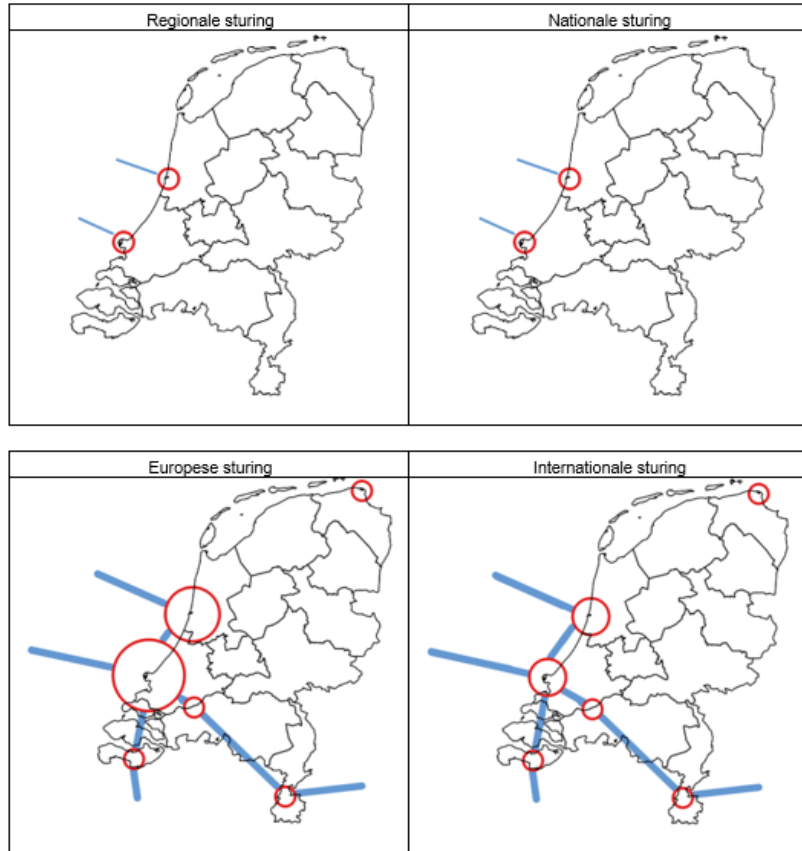 Regionale sturing
Nationale sturing
Europese sturing
Internationale sturing